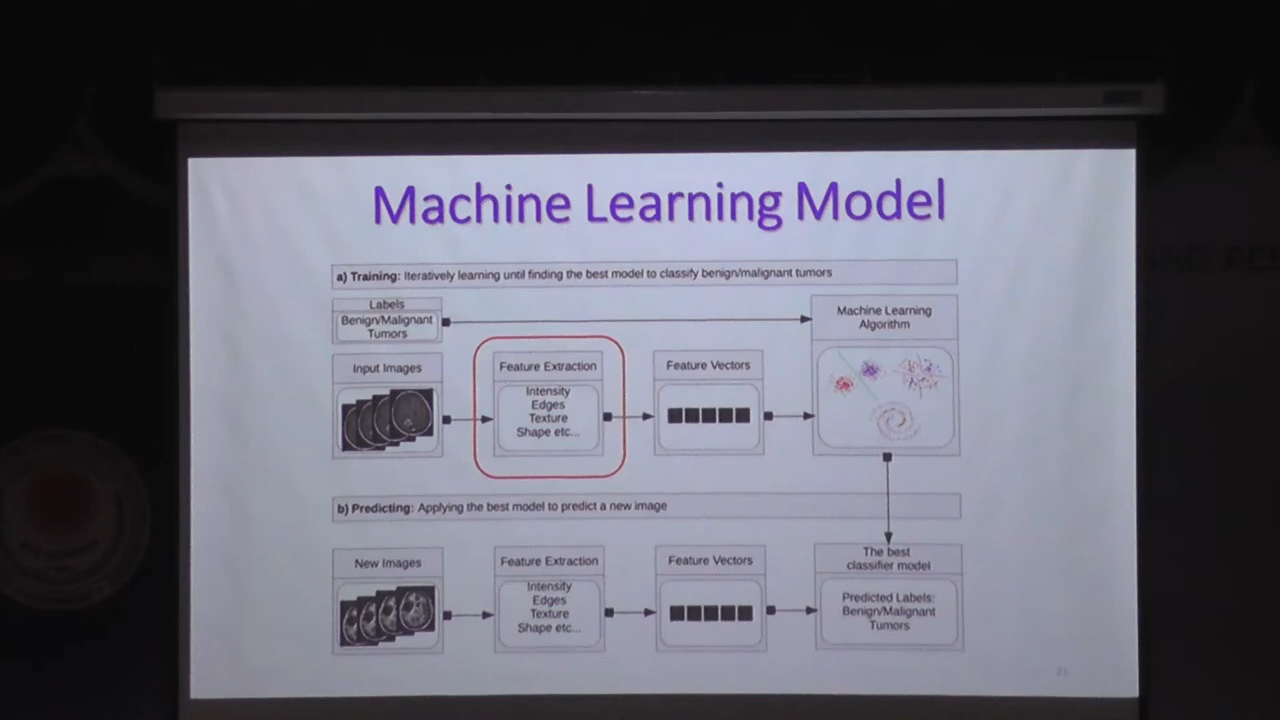 Machine Learning Model
a) Training: Iteratively learning until finding the best model to classify benign/malignant tumors
Labels
Benign/Malignant
Tumors
Machine Learning
Algorithm
Input Images
Feature Extraction
Intensity
Edges
Texture
Shape etc...
Feature Vectors
b) Predicting: Applying the best model to predict a new image
New Images
Feature Extraction
Intensity
Edges
Texture
Shape etc...
Feature Vectors
The best
classifier model
Predicted Labels:
Benign/Malignant
Tumors
AND RES